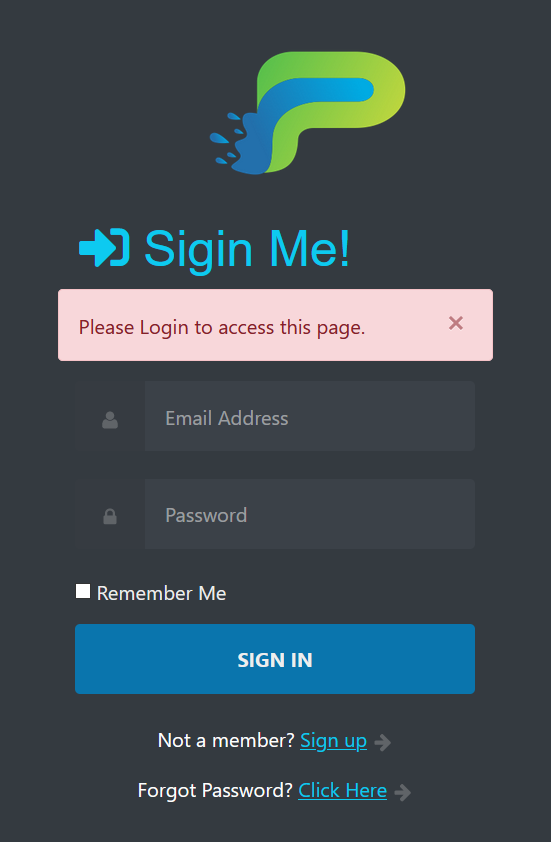 Sigin Me!
Please Login to access this page.
Email Address
Password
Remember Me
SIGN IN
Not a member? Sign up
Forgot Password? Click Here